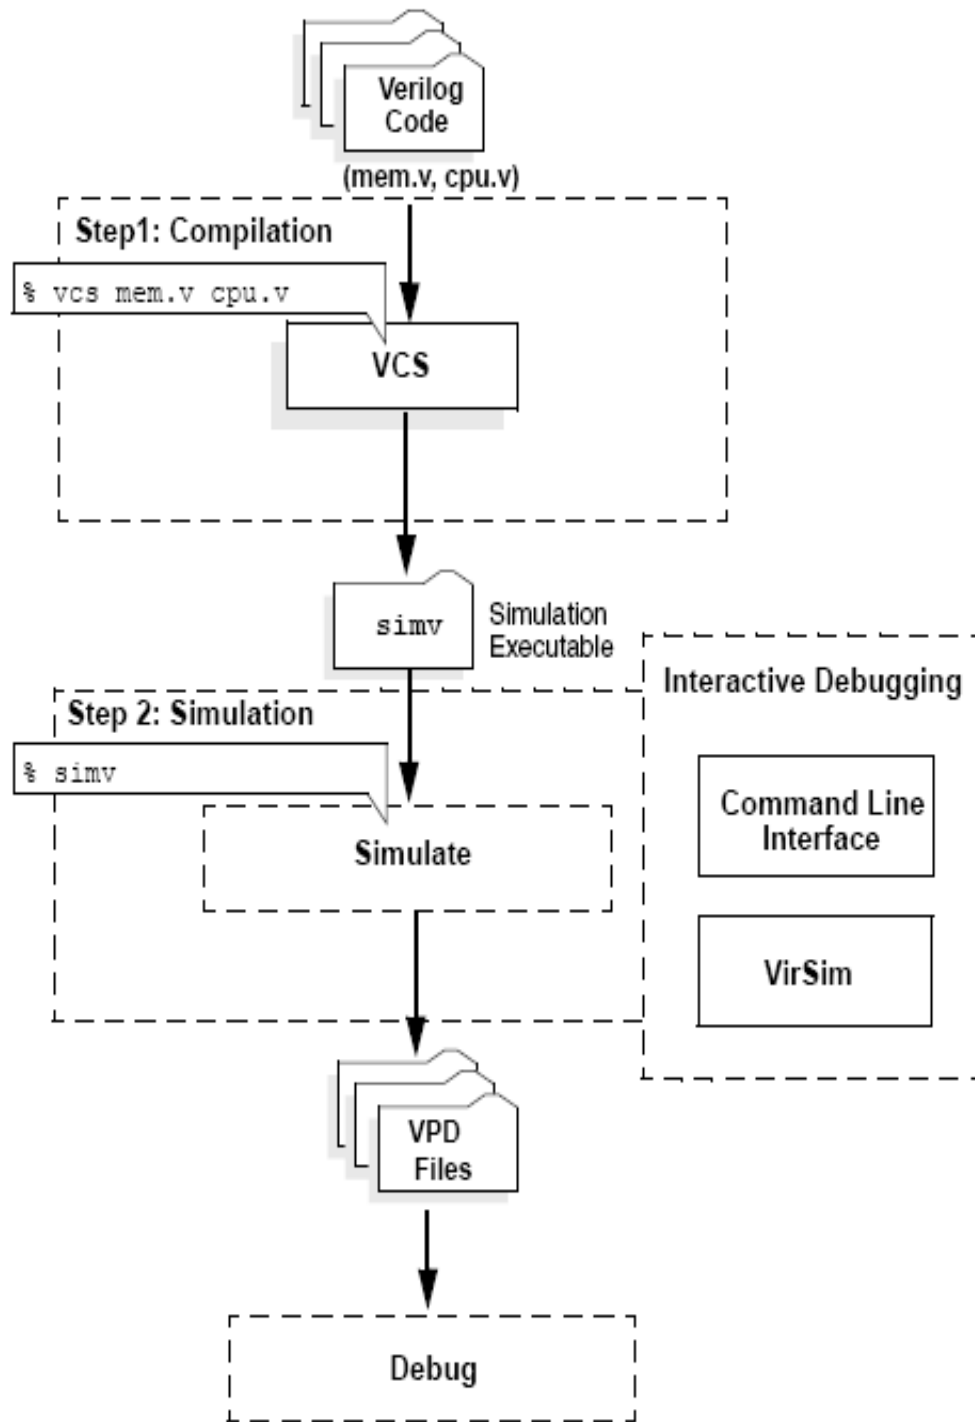 Verilog
Code
(mem.v, cpu.v)
Step1: Compilation
% vcs mem.v cpu.v
VCS
simv
Simulation
Executable
Step 2: Simulation
% simv
Simulate
Interactive Debugging
Command Line
Interface
VirSim
VPD
Files
Debug